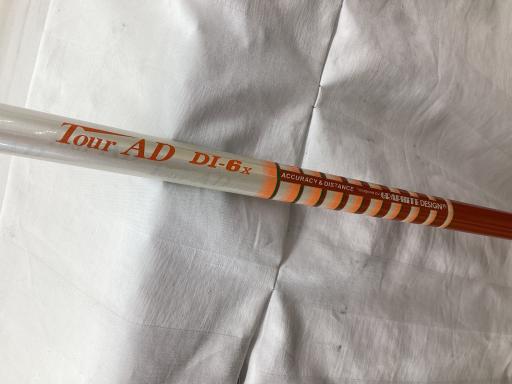 Tour AD DI-6x
ACCURACY & DISTANCE
GRAPHITE DESIGN®